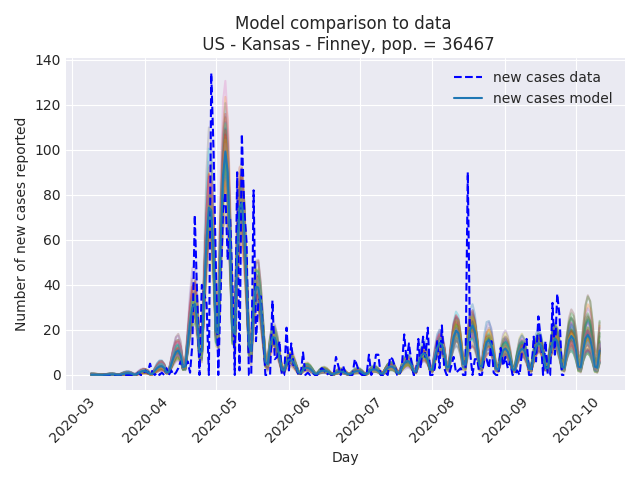 Model comparison to data
US - Kansas - Finney, pop. = 36467
Number of new cases reported
140
120
100
80
60
40
20
0
new cases data
new cases model
2020-03
2020-04
2020-05
2020-06
2020-07
2020-08
2020-09
2020-10
Day